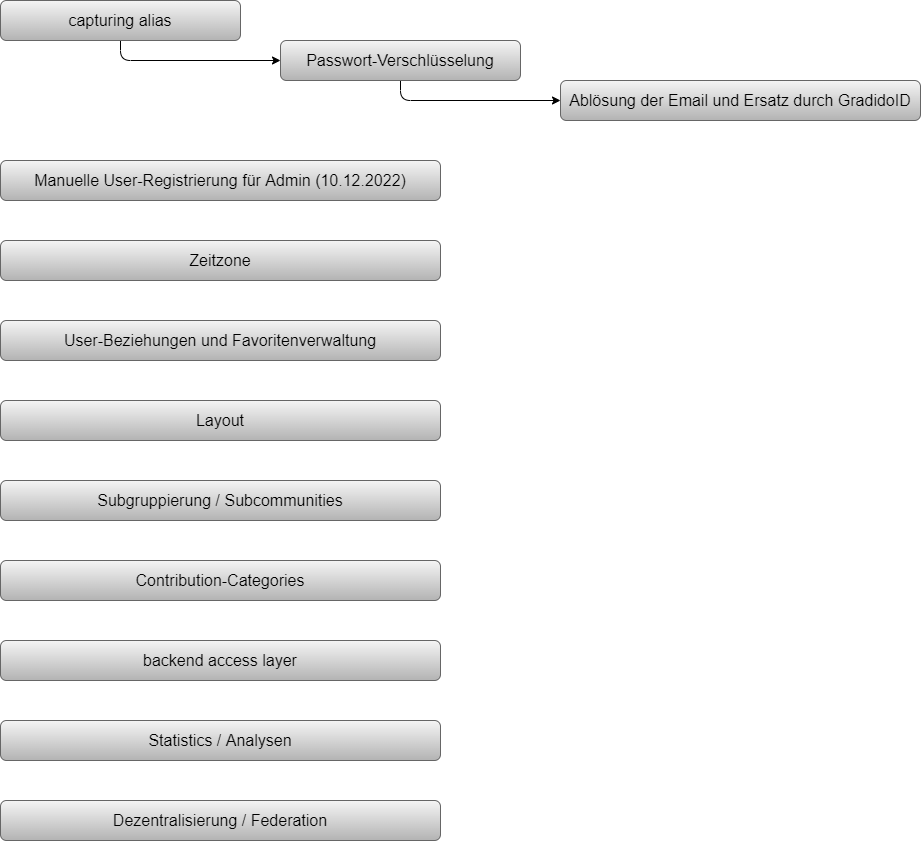 capturing alias
Passwort-Verschlüsselung
Ablösung der Email und Ersatz durch GradidoID
Manuelle User-Registrierung für Admin (10.12.2022)
Zeitzone
User-Beziehungen und Favoritenverwaltung
Layout
Subgruppierung / Subcommunities
Contribution-Categories
backend access layer
Statistics / Analysen
Dezentralisierung / Federation